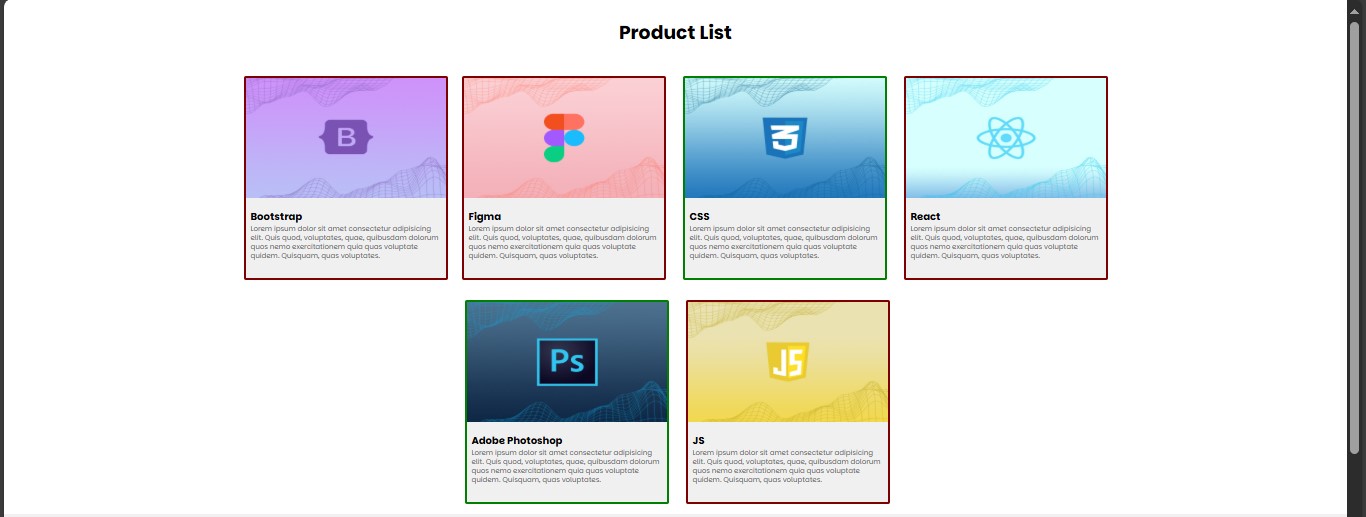 Product List
B
3
Bootstrap
Lorem ipsum dolor sit amet consectetur adipisicing
elit. Quis quod, voluptates, quae, quibusdam dolorum
quos nemo exercitationem quia quas voluptate
quidem. Quisquam, quas voluptates.
Figma
Lorem ipsum dolor sit amet consectetur adipisicing
elit. Quis quod, voluptates, quae, quibusdam dolorum
quos nemo exercitationem quia quas voluptate
quidem. Quisquam, quas voluptates.
CSS
Lorem ipsum dolor sit amet consectetur adipisicing
elit. Quis quod, voluptates, quae, quibusdam dolorum
quos nemo exercitationem quia quas voluptate
quidem. Quisquam, quas voluptates.
React
Lorem ipsum dolor sit amet consectetur adipisicing
elit. Quis quod, voluptates, quae, quibusdam dolorum
quos nemo exercitationem quia quas voluptate
quidem. Quisquam, quas voluptates.
Ps
JS
Adobe Photoshop
Lorem ipsum dolor sit amet consectetur adipisicing
elit. Quis quod, voluptates, quae, quibusdam dolorum
quos nemo exercitationem quia quas voluptate
quidem. Quisquam, quas voluptates.
JS
Lorem ipsum dolor sit amet consectetur adipisicing
elit. Quis quod, voluptates, quae, quibusdam dolorum
quos nemo exercitationem quia quas voluptate
quidem. Quisquam, quas voluptates.